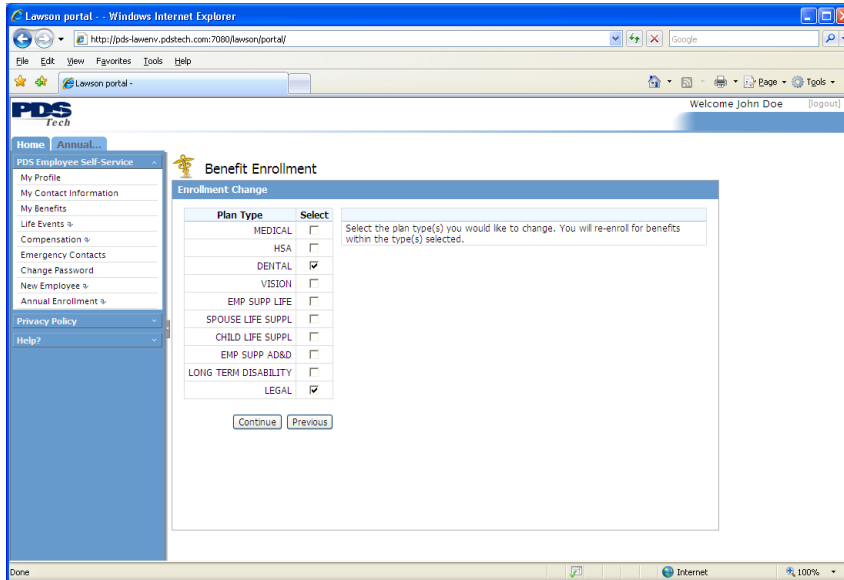 Lawson portal - - Windows Internet Explorer
http://pds-lawenv.pdstech.com:7080/lawson/portal/
Google
File Edit View Favorites Tools Help
Lawson portal -
Page Tools
PDS
Tech
Welcome John Doe [logout]
Home Annual...
PDS Employee Self-Service
My Profile
My Contact Information
My Benefits
Life Events
Compensation
Emergency Contacts
Change Password
New Employee
Annual Enrollment
Privacy Policy
Help?
Benefit Enrollment
Enrollment Change
Plan Type Select
MEDICAL
HSA
DENTAL
VISION
EMP SUPP LIFE
SPOUSE LIFE SUPPL
CHILD LIFE SUPPL
EMP SUPP AD&D
LONG TERM DISABILITY
LEGAL
Select the plan type(s) you would like to change. You will re-enroll for benefits
within the type(s) selected.
Continue Previous
Done
Internet
100%